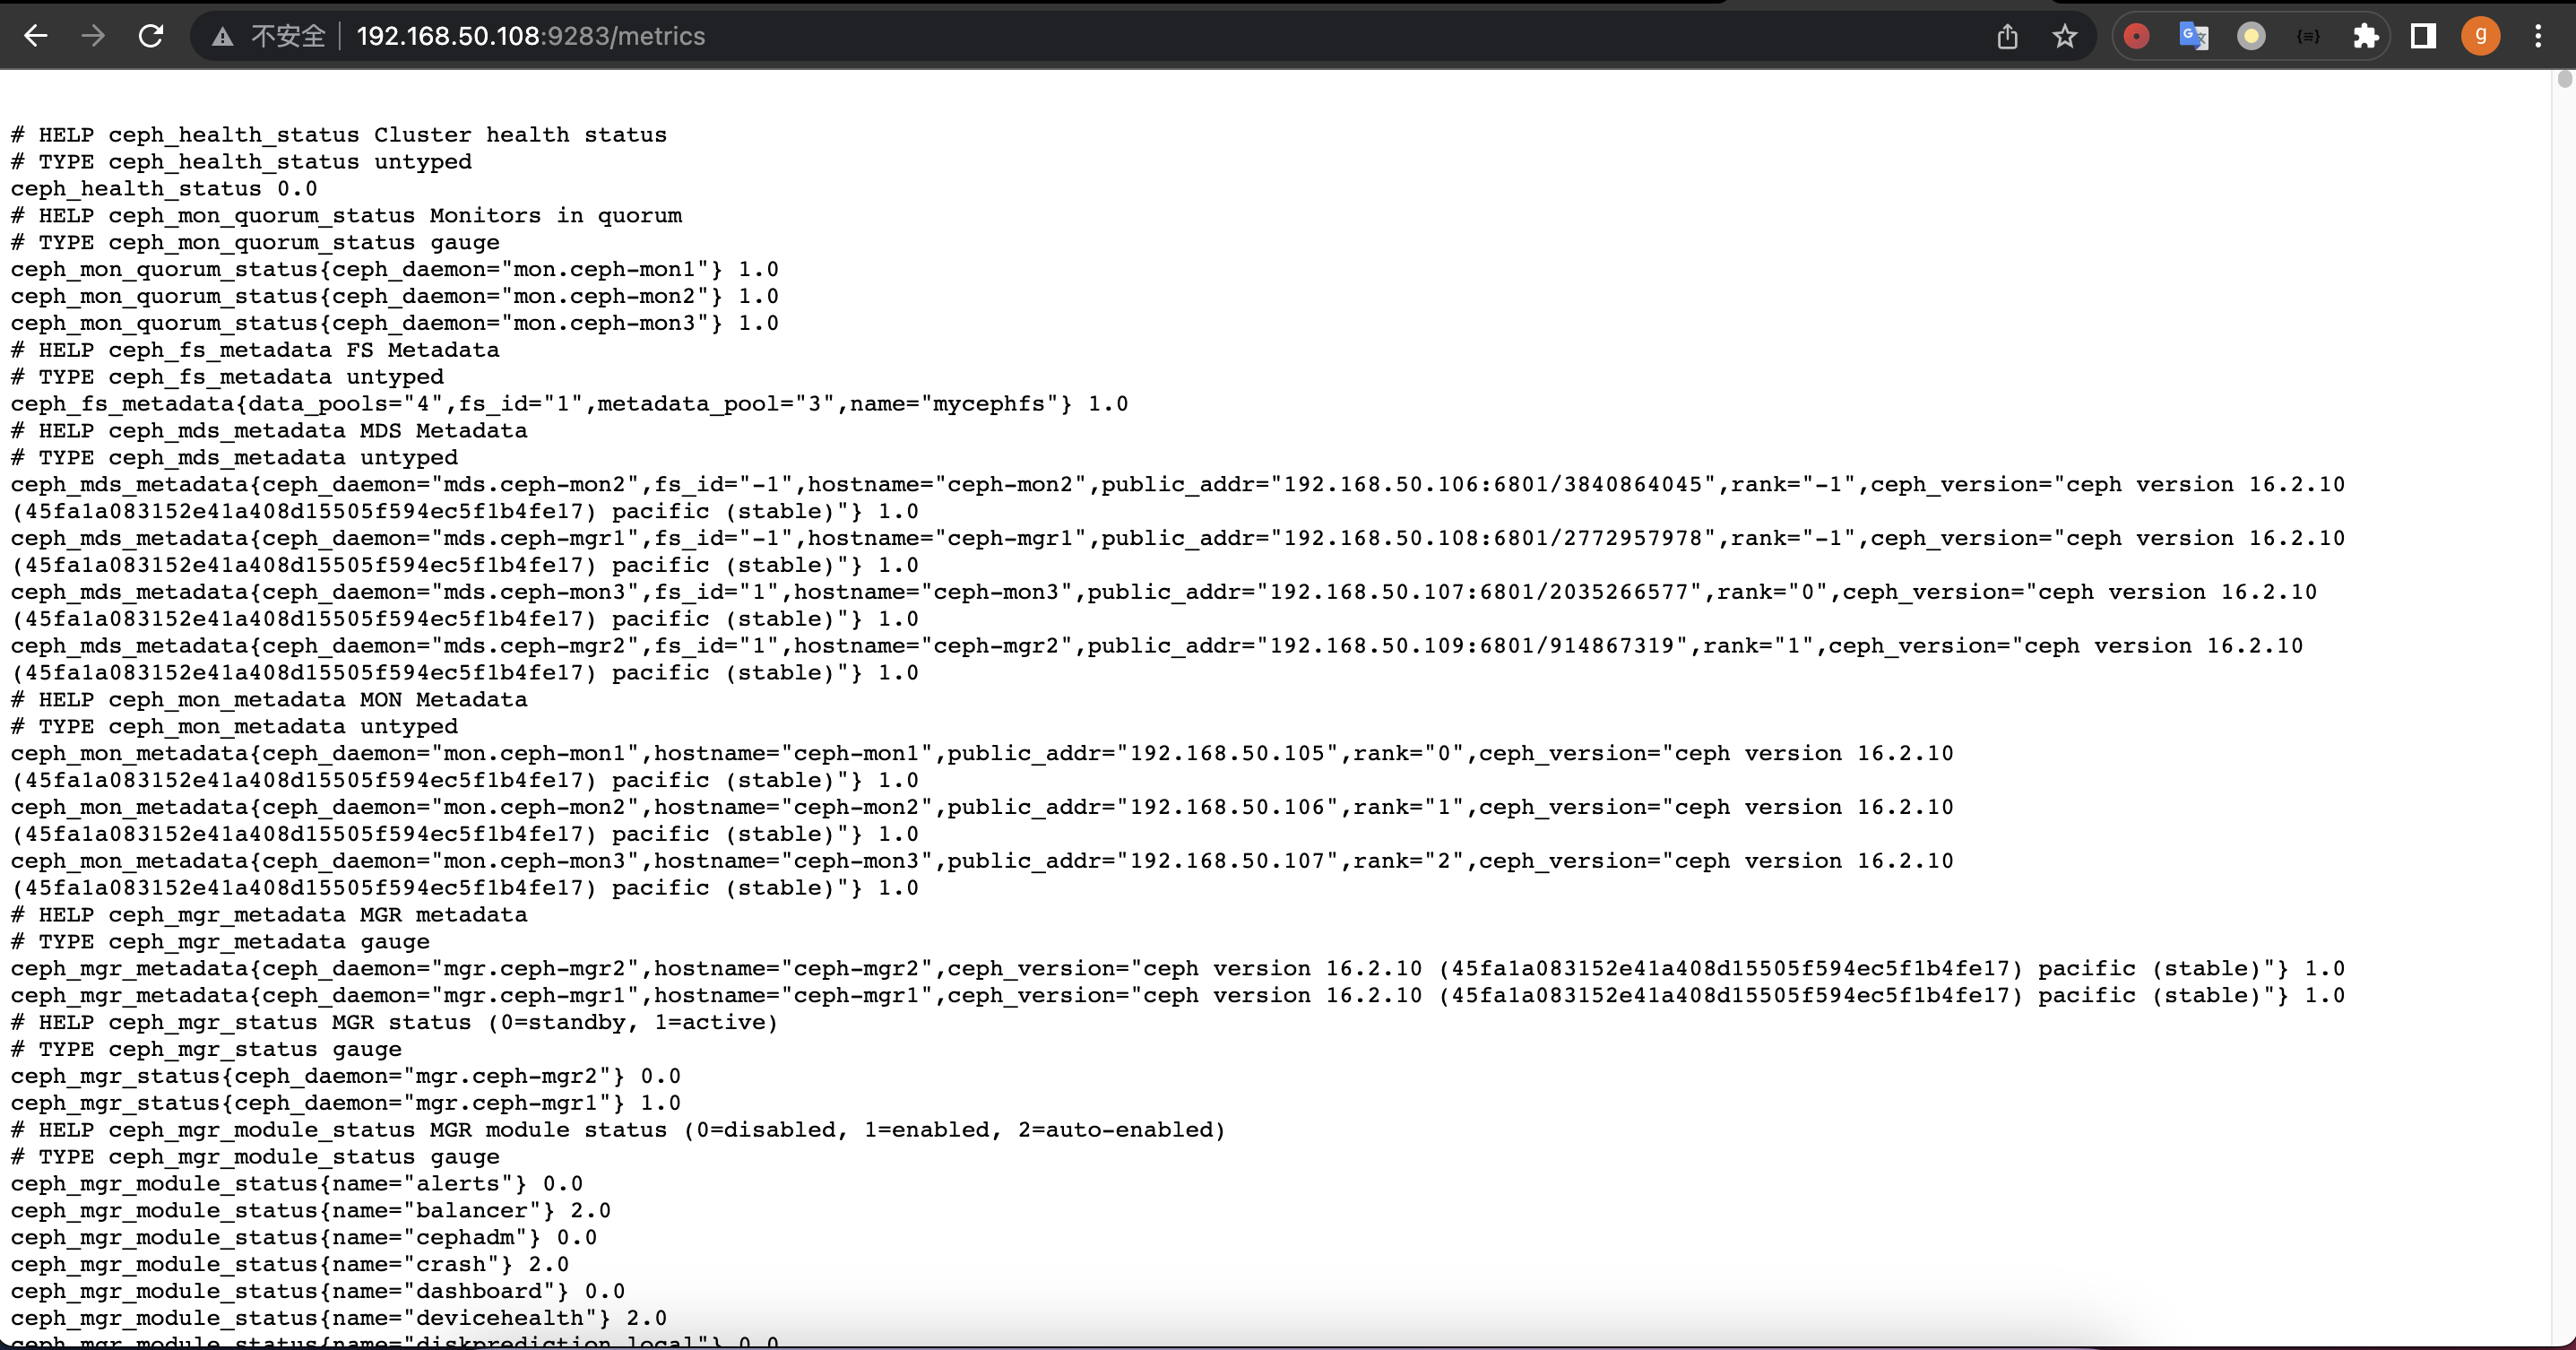 不安全 192.168.50.108:9283/metrics
g
# HELP ceph_health_status Cluster health status
# TYPE ceph_health_status untyped
ceph_health_status 0.0
# HELP ceph_mon_quorum_status Monitors in quorum
# TYPE ceph_mon_quorum_status gauge
ceph_mon_quorum_status{ceph_daemon="mon.ceph-mon1"} 1.0
ceph_mon_quorum_status{ceph_daemon="mon.ceph-mon2"} 1.0
ceph_mon_quorum_status{ceph_daemon="mon.ceph-mon3"} 1.0
# HELP ceph_fs_metadata FS Metadata
# TYPE ceph_fs_metadata untyped
ceph_fs_metadata{data_pools="4",fs_id="1",metadata_pool="3",name="mycephfs"} 1.0
# HELP ceph_mds_metadata MDS Metadata
# TYPE ceph_mds_metadata untyped
ceph_mds_metadata{ceph_daemon="mds.ceph-mon2",fs_id="-1",hostname="ceph-mon2",public_addr="192.168.50.106:6801/3840864045",rank="-1",ceph_version="ceph version 16.2.10
(45fa1a083152e41a408d15505f594ec5f1b4fe17) pacific (stable)"} 1.0
ceph_mds_metadata{ceph_daemon="mds.ceph-mgr1",fs_id="-1",hostname="ceph-mgr1",public_addr="192.168.50.108:6801/2772957978",rank="-1",ceph_version="ceph version 16.2.10
(45fa1a083152e41a408d15505f594ec5f1b4fe17) pacific (stable)"} 1.0
ceph_mds_metadata{ceph_daemon="mds.ceph-mon3",fs_id="1",hostname="ceph-mon3",public_addr="192.168.50.107:6801/2035266577",rank="0",ceph_version="ceph version 16.2.10
(45fa1a083152e41a408d15505f594ec5f1b4fe17) pacific (stable)"} 1.0
ceph_mds_metadata{ceph_daemon="mds.ceph-mgr2",fs_id="1",hostname="ceph-mgr2",public_addr="192.168.50.109:6801/914867319",rank="1",ceph_version="ceph version 16.2.10
(45fa1a083152e41a408d15505f594ec5f1b4fe17) pacific (stable)"} 1.0
# HELP ceph_mon_metadata MON Metadata
# TYPE ceph_mon_metadata untyped
ceph_mon_metadata{ceph_daemon="mon.ceph-mon1",hostname="ceph-mon1",public_addr="192.168.50.105",rank="0",ceph_version="ceph version 16.2.10
(45fa1a083152e41a408d15505f594ec5f1b4fe17) pacific (stable)"} 1.0
ceph_mon_metadata{ceph_daemon="mon.ceph-mon2",hostname="ceph-mon2",public_addr="192.168.50.106",rank="1",ceph_version="ceph version 16.2.10
(45fa1a083152e41a408d15505f594ec5f1b4fe17) pacific (stable)"} 1.0
ceph_mon_metadata{ceph_daemon="mon.ceph-mon3",hostname="ceph-mon3",public_addr="192.168.50.107",rank="2",ceph_version="ceph version 16.2.10
(45fa1a083152e41a408d15505f594ec5f1b4fe17) pacific (stable)"} 1.0
# HELP ceph_mgr_metadata MGR metadata
# TYPE ceph_mgr_metadata gauge
ceph_mgr_metadata{ceph_daemon="mgr.ceph-mgr2",hostname="ceph-mgr2",ceph_version="ceph version 16.2.10 (45fa1a083152e41a408d15505f594ec5f1b4fe17) pacific (stable)"} 1.0
ceph_mgr_metadata{ceph_daemon="mgr.ceph-mgr1",hostname="ceph-mgr1",ceph_version="ceph version 16.2.10 (45fa1a083152e41a408d15505f594ec5f1b4fe17) pacific (stable)"} 1.0
# HELP ceph_mgr_status MGR status (0=standby, 1=active)
# TYPE ceph_mgr_status gauge
ceph_mgr_status{ceph_daemon="mgr.ceph-mgr2"} 0.0
ceph_mgr_status{ceph_daemon="mgr.ceph-mgr1"} 1.0
# HELP ceph_mgr_module_status MGR module status (0=disabled, 1=enabled, 2=auto-enabled)
# TYPE ceph_mgr_module_status gauge
ceph_mgr_module_status{name="alerts"} 0.0
ceph_mgr_module_status{name="balancer"} 2.0
ceph_mgr_module_status{name="cephadm"} 0.0
ceph_mgr_module_status{name="crash"} 2.0
ceph_mgr_module_status{name="dashboard"} 0.0
ceph_mgr_module_status{name="devicehealth"} 2.0
ceph_mgr_module_status{name="diskprediction_local"} 0.0